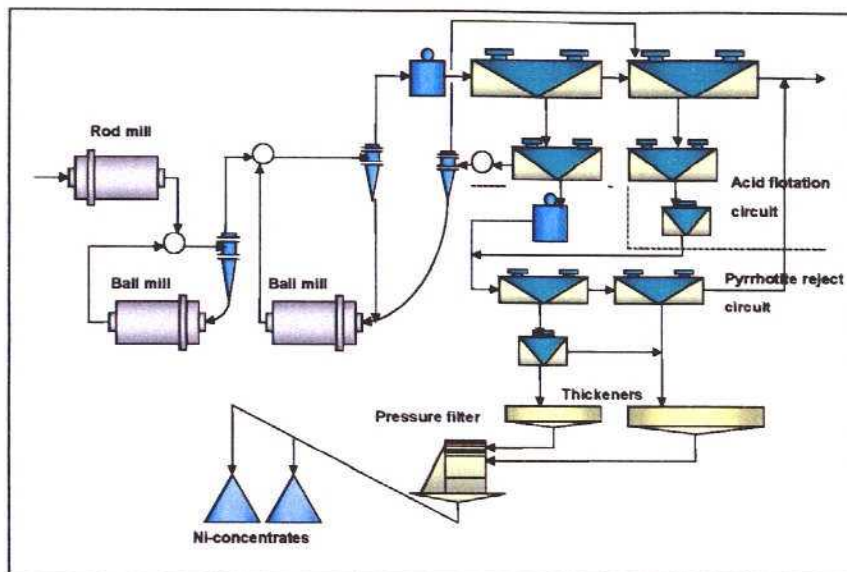 Rod mill
Ball mill
Ball mill
Acid flotation
circuit
Pyrrhotite reject
circuit
Thickeners
Pressure filter
Ni-concentrates